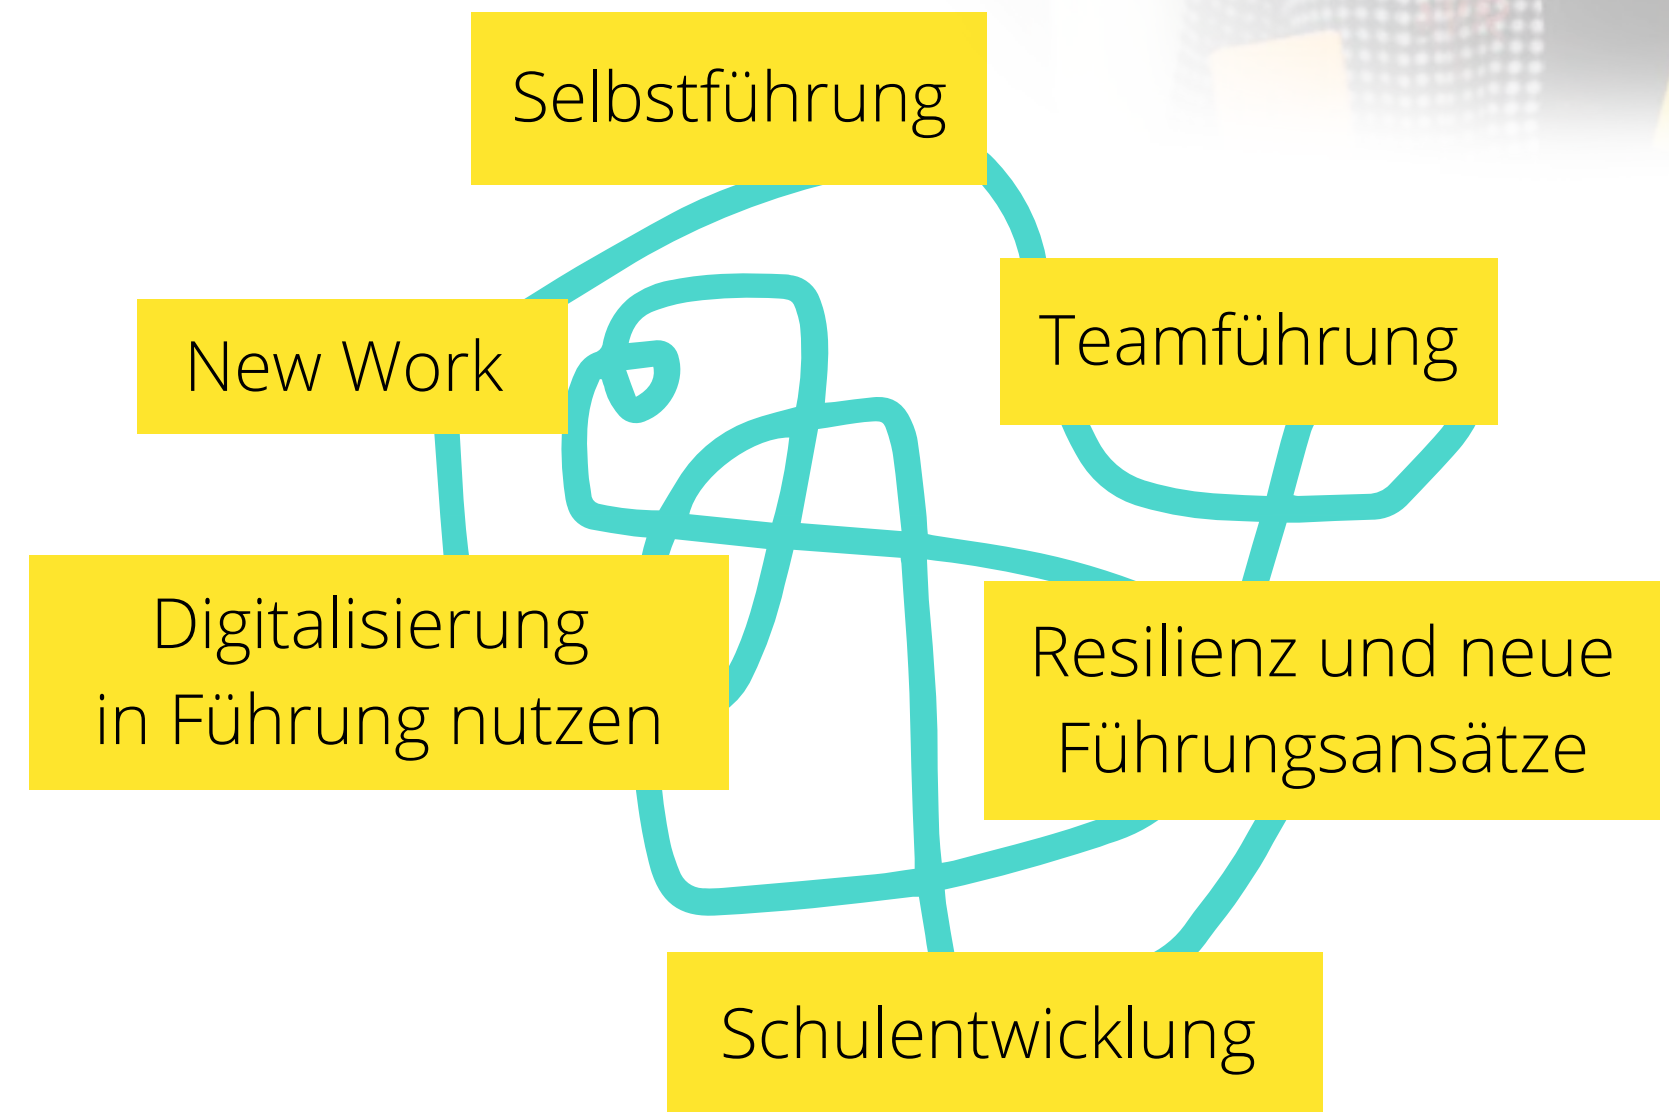 Selbstführung
Teamführung
New Work
Digitalisierung
in Führung nutzen
Resilienz und neue
Führungsansätze
Schulentwicklung